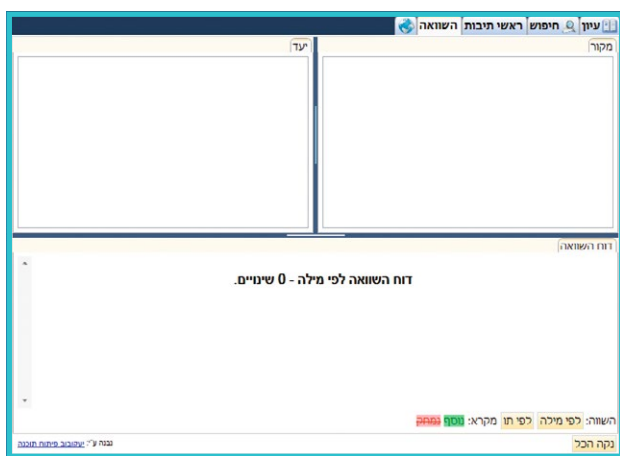 עיון חיפוש ראשי תיבות השוואה
מקור
יעד
דוח השוואה
דוח השוואה לפי מילה - 0 שינויים.
השווה: לפי מילה לפי תו מקרא: נוסף נמחק
נקה הכל
נבנה ע"י: יעקובוב פיתוח תוכנה